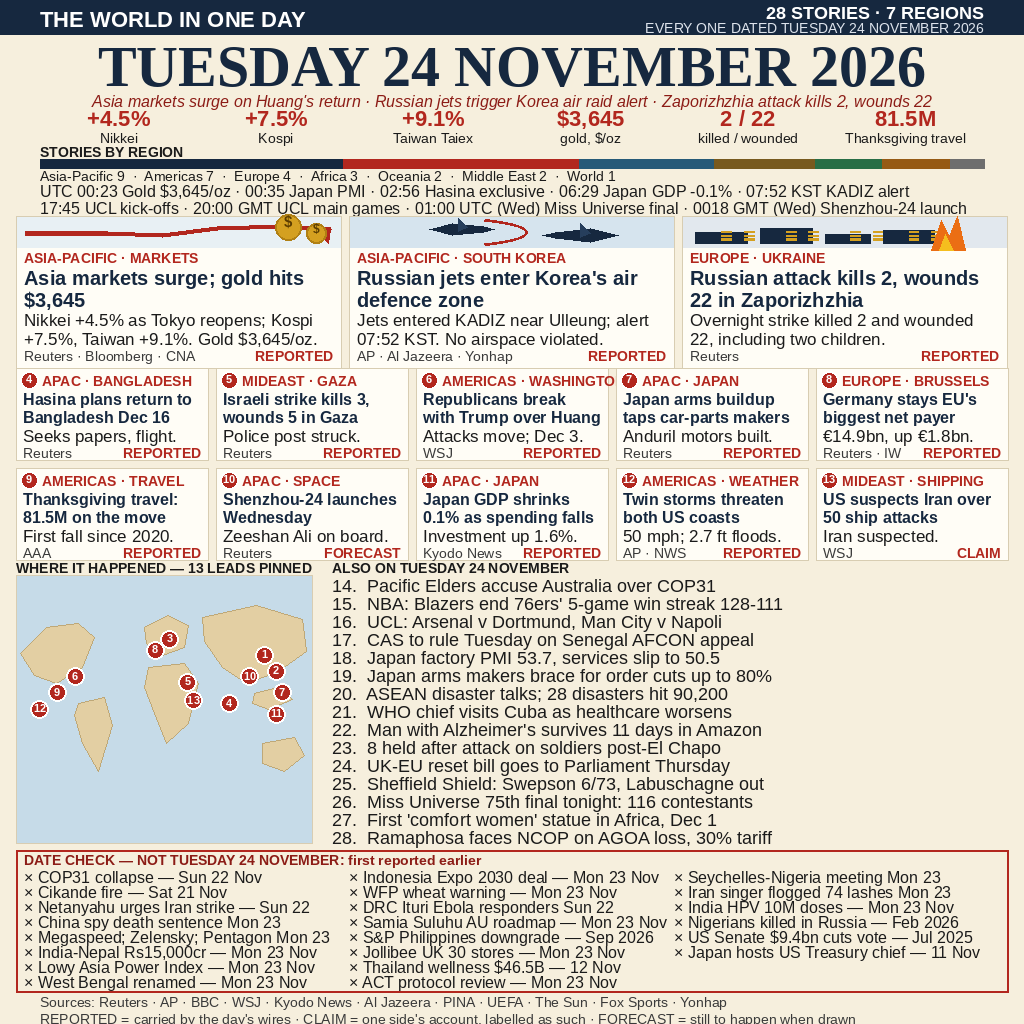 THE WORLD IN ONE DAY
28 STORIES · 7 REGIONS
EVERY ONE DATED TUESDAY 24 NOVEMBER 2026
TUESDAY 24 NOVEMBER 2026
Asia markets surge on Huang's return · Russian jets trigger Korea air raid alert · Zaporizhzhia attack kills 2, wounds 22
+4.5%
Nikkei
+7.5%
Kospi
+9.1%
Taiwan Taiex
$3,645
gold, $/oz
2 / 22
killed / wounded
81.5M
Thanksgiving travel
STORIES BY REGION
Asia-Pacific 9 · Americas 7 · Europe 4 · Africa 3 · Oceania 2 · Middle East 2 · World 1
UTC 00:23 Gold $3,645/oz · 00:35 Japan PMI · 02:56 Hasina exclusive · 06:29 Japan GDP -0.1% · 07:52 KST KADIZ alert
17:45 UCL kick-offs · 20:00 GMT UCL main games · 01:00 UTC (Wed) Miss Universe final · 0018 GMT (Wed) Shenzhou-24 launch
$
$
ASIA-PACIFIC · MARKETS
Asia markets surge; gold hits
$3,645
Nikkei +4.5% as Tokyo reopens; Kospi
+7.5%, Taiwan +9.1%. Gold $3,645/oz.
Reuters · Bloomberg · CNA REPORTED
ASIA-PACIFIC · SOUTH KOREA
Russian jets enter Korea's air
defence zone
Jets entered KADIZ near Ulleung; alert
07:52 KST. No airspace violated.
AP · Al Jazeera · Yonhap REPORTED
EUROPE · UKRAINE
Russian attack kills 2, wounds
22 in Zaporizhzhia
Overnight strike killed 2 and wounded
22, including two children.
Reuters REPORTED
4 APAC · BANGLADESH
Hasina plans return to
Bangladesh Dec 16
Seeks papers, flight.
Reuters REPORTED
5 MIDEAST · GAZA
Israeli strike kills 3,
wounds 5 in Gaza
Police post struck.
Reuters REPORTED
6 AMERICAS · WASHINGTO
Republicans break
with Trump over Huang
Attacks move; Dec 3.
WSJ REPORTED
7 APAC · JAPAN
Japan arms buildup
taps car-parts makers
Anduril motors built.
Reuters REPORTED
8 EUROPE · BRUSSELS
Germany stays EU's
biggest net payer
€14.9bn, up €1.8bn.
Reuters · IW REPORTED
9 AMERICAS · TRAVEL
Thanksgiving travel:
81.5M on the move
First fall since 2020.
AAA REPORTED
10 APAC · SPACE
Shenzhou-24 launches
Wednesday
Zeeshan Ali on board.
Reuters FORECAST
11 APAC · JAPAN
Japan GDP shrinks
0.1% as spending falls
Investment up 1.6%.
Kyodo News REPORTED
12 AMERICAS · WEATHER
Twin storms threaten
both US coasts
50 mph; 2.7 ft floods.
AP · NWS REPORTED
13 MIDEAST · SHIPPING
US suspects Iran over
50 ship attacks
Iran suspected.
WSJ CLAIM
WHERE IT HAPPENED — 13 LEADS PINNED
3
8
1
10
2
6
5
7
9
13
4
12
11
ALSO ON TUESDAY 24 NOVEMBER
14. Pacific Elders accuse Australia over COP31
15. NBA: Blazers end 76ers' 5-game win streak 128-111
16. UCL: Arsenal v Dortmund, Man City v Napoli
17. CAS to rule Tuesday on Senegal AFCON appeal
18. Japan factory PMI 53.7, services slip to 50.5
19. Japan arms makers brace for order cuts up to 80%
20. ASEAN disaster talks; 28 disasters hit 90,200
21. WHO chief visits Cuba as healthcare worsens
22. Man with Alzheimer's survives 11 days in Amazon
23. 8 held after attack on soldiers post-El Chapo
24. UK-EU reset bill goes to Parliament Thursday
25. Sheffield Shield: Swepson 6/73, Labuschagne out
26. Miss Universe 75th final tonight: 116 contestants
27. First 'comfort women' statue in Africa, Dec 1
28. Ramaphosa faces NCOP on AGOA loss, 30% tariff
DATE CHECK — NOT TUESDAY 24 NOVEMBER: first reported earlier
× COP31 collapse — Sun 22 Nov
× Cikande fire — Sat 21 Nov
× Netanyahu urges Iran strike — Sun 22
× China spy death sentence Mon 23
× Megaspeed; Zelensky; Pentagon Mon 23
× India-Nepal Rs15,000cr — Mon 23 Nov
× Lowy Asia Power Index — Mon 23 Nov
× West Bengal renamed — Mon 23 Nov
× Indonesia Expo 2030 deal — Mon 23 Nov
× WFP wheat warning — Mon 23 Nov
× DRC Ituri Ebola responders Sun 22
× Samia Suluhu AU roadmap — Mon 23 Nov
× S&P Philippines downgrade — Sep 2026
× Jollibee UK 30 stores — Mon 23 Nov
× Thailand wellness $46.5B — 12 Nov
× ACT protocol review — Mon 23 Nov
× Seychelles-Nigeria meeting Mon 23
× Iran singer flogged 74 lashes Mon 23
× India HPV 10M doses — Mon 23 Nov
× Nigerians killed in Russia — Feb 2026
× US Senate $9.4bn cuts vote — Jul 2025
× Japan hosts US Treasury chief — 11 Nov
Sources: Reuters · AP · BBC · WSJ · Kyodo News · Al Jazeera · PINA · UEFA · The Sun · Fox Sports · Yonhap
REPORTED = carried by the day's wires · CLAIM = one side's account, labelled as such · FORECAST = still to happen when drawn